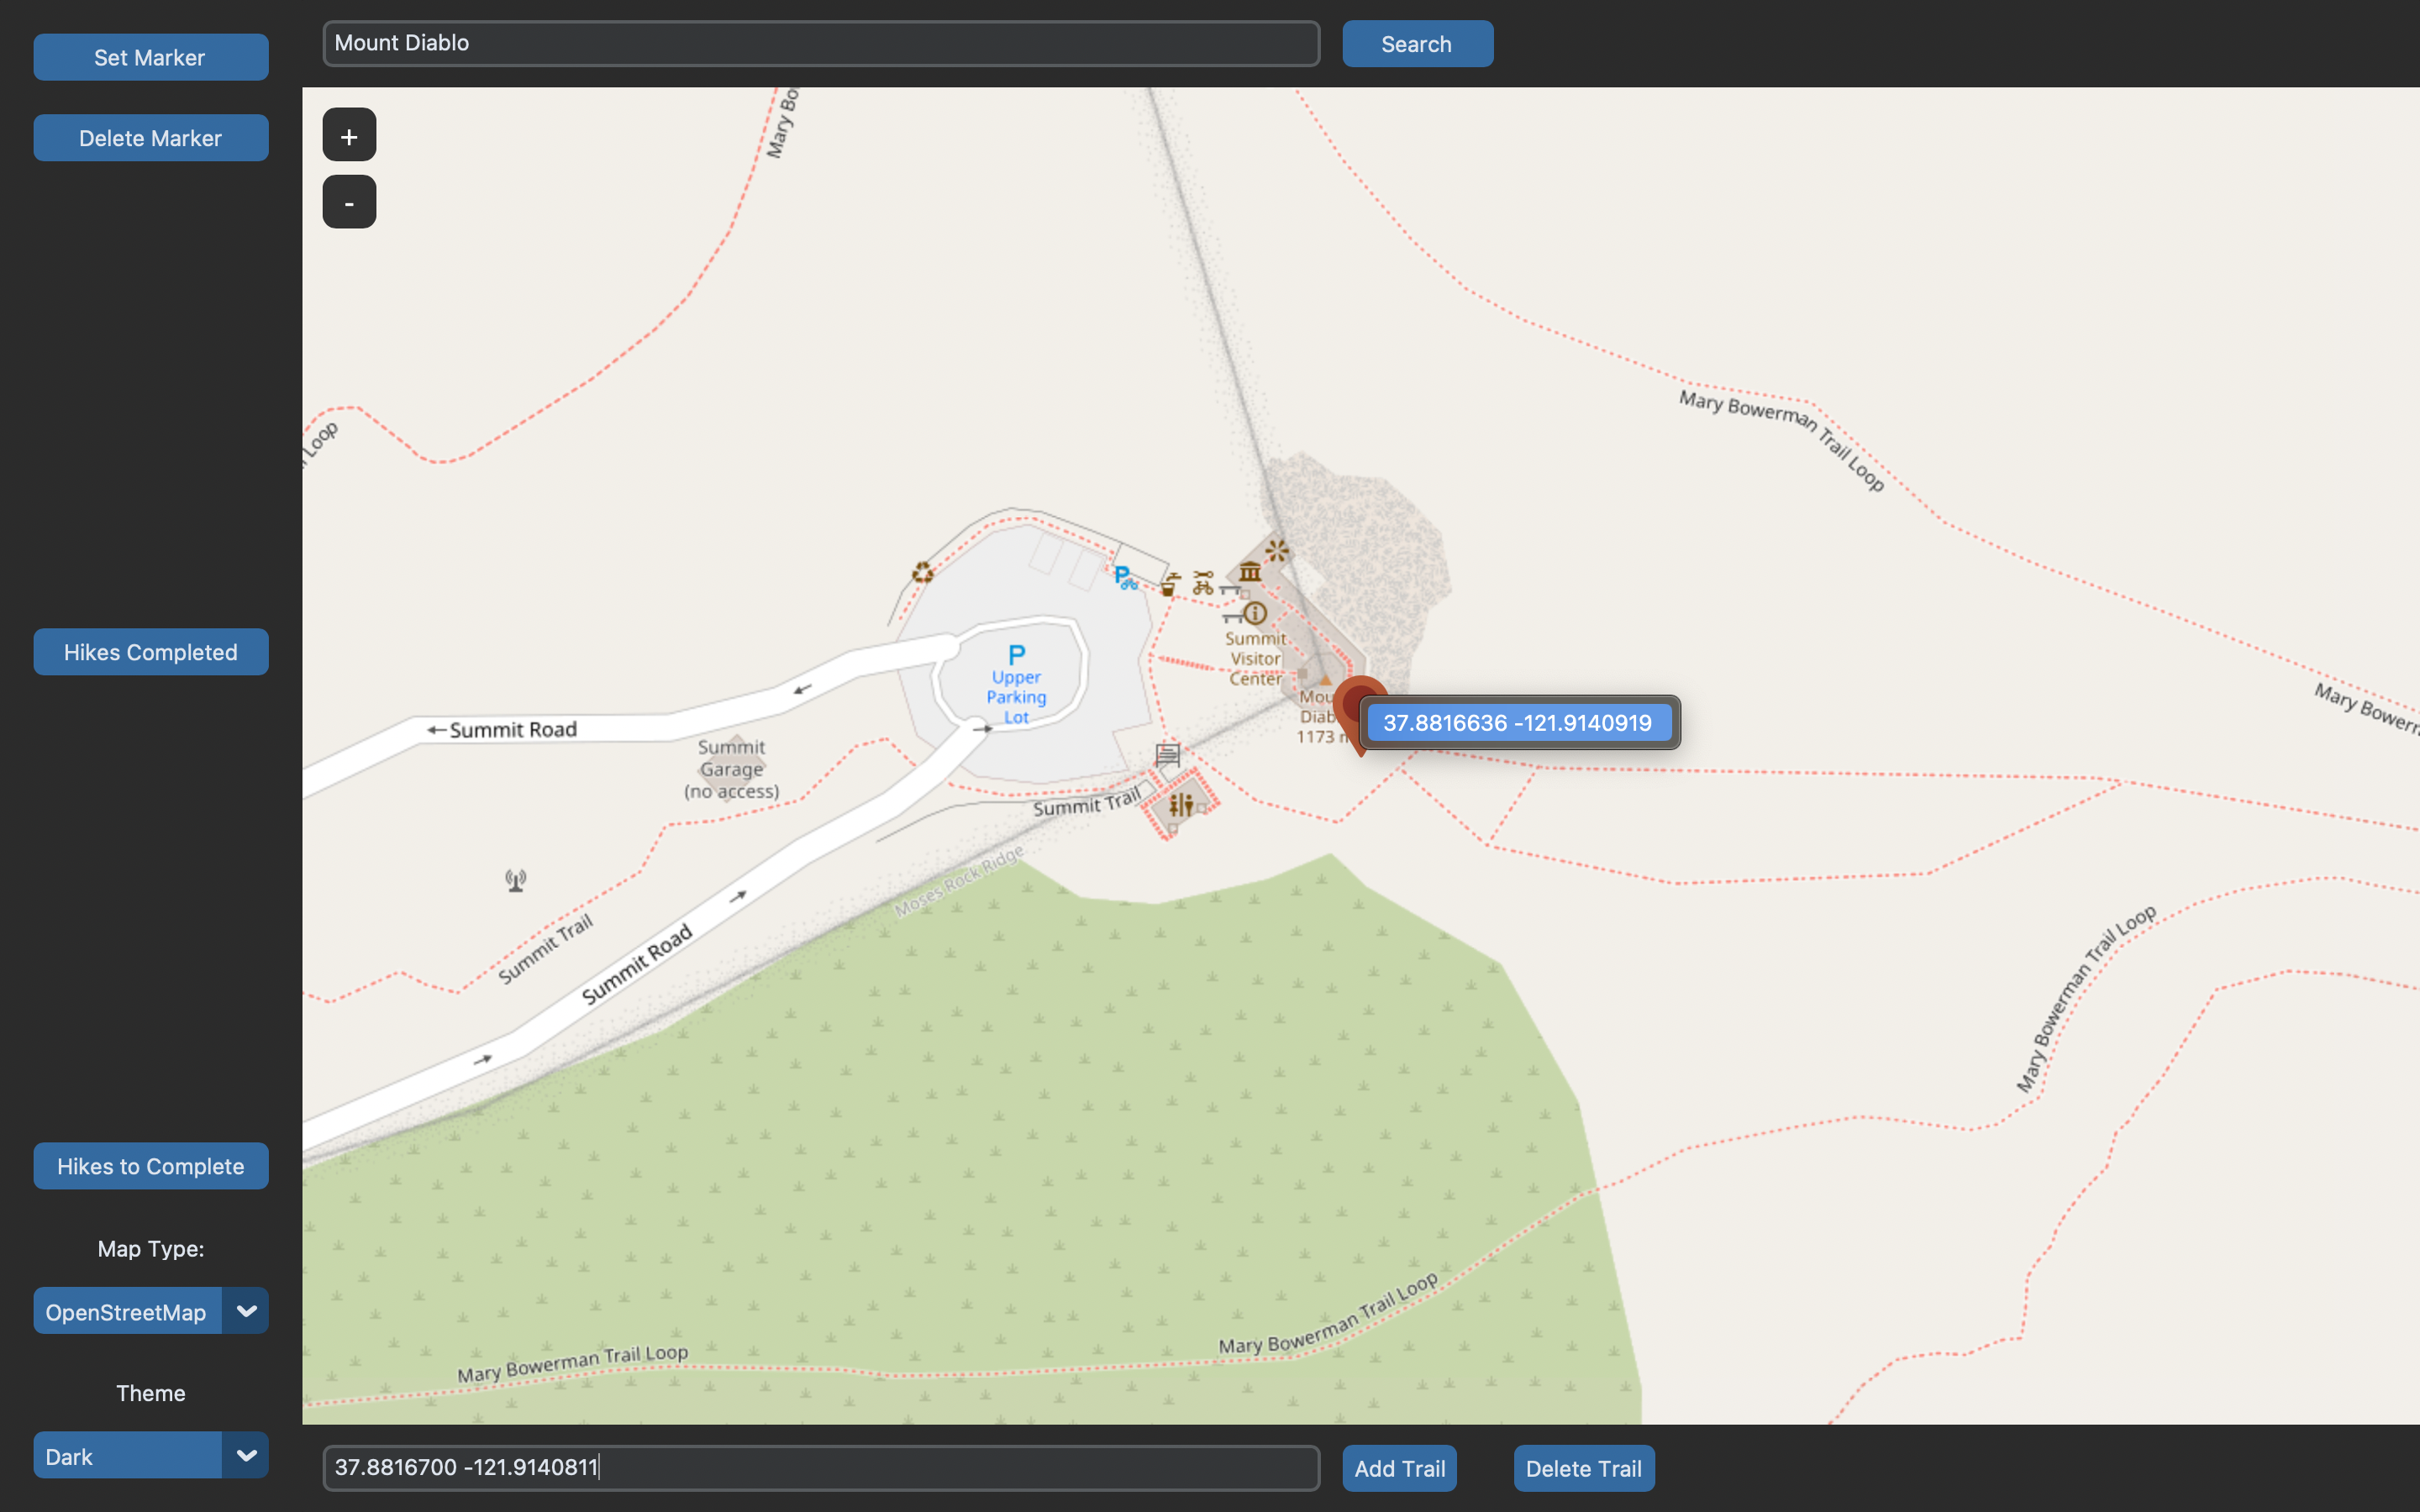 Set Marker
Mount Diablo
Search
Delete Marker
+
-
Mary Bo
Loop
Mary Bowerman Trail Loop
Hikes Completed
P
P
Upper
Parking
Lot
Summit
Visitor
Center
Mou
Diab
1173 m
37.8816636 -121.9140919
Mary Bowerm
Summit Road
Summit
Garage
(no access)
Summit Trail
Moses Rock Ridge
Summit Trail
Summit Road
Mary Bowerman Trail Loop
Hikes to Complete
Map Type:
OpenStreetMap
Mary Bowerman Trail Loop
Mary Bowerman Trail Loop
Theme
Dark
37.8816700 -121.9140811
Add Trail
Delete Trail